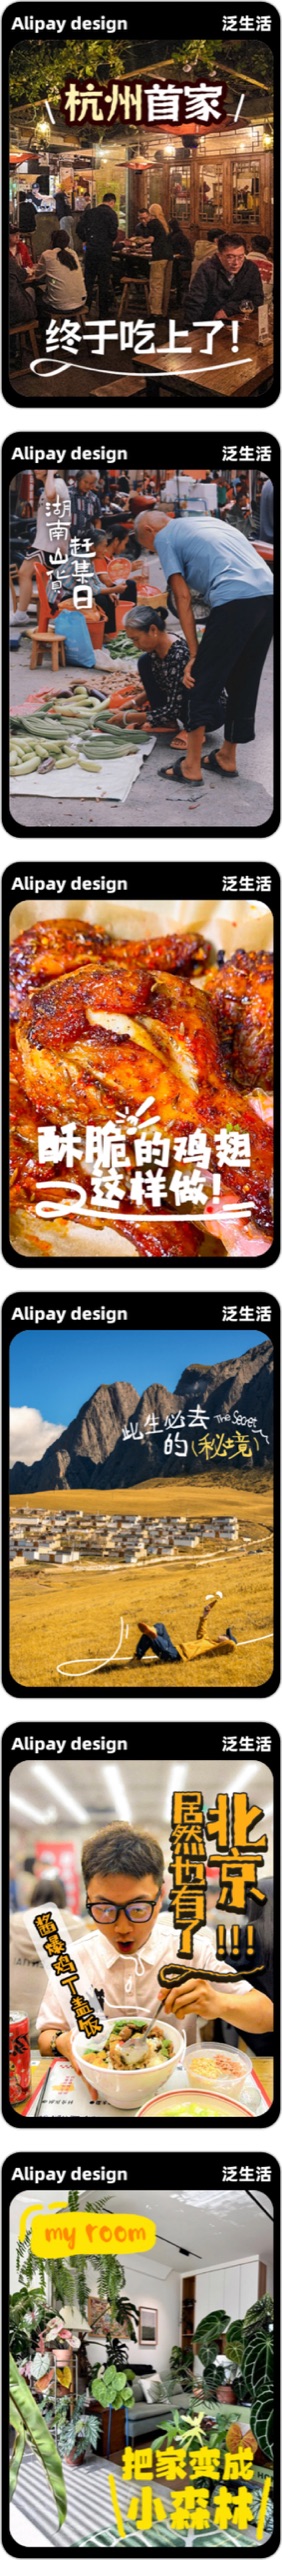 Alipay design 泛生活
杭州首家
终于吃上了!
Alipay design 泛生活
湖南山货
赶集日
Alipay design 泛生活
酥脆的鸡翅
这样做!
Alipay design 泛生活
此生必去 The Secret
的(秘境)
Alipay design 泛生活
北京!!!
居然也有了
酱爆鸡丁盖饭
Alipay design 泛生活
my room
把家变成
小森林